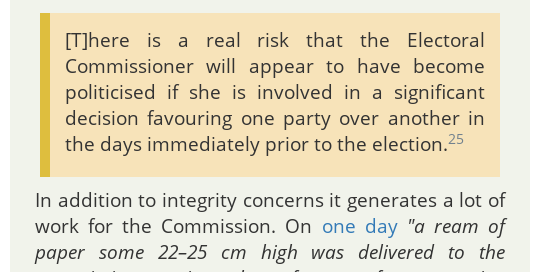 [T]here is a real risk that the Electoral
Commissioner will appear to have become
politicised if she is involved in a significant
decision favouring one party over another in
the days immediately prior to the election.25
In addition to integrity concerns it generates a lot of
work for the Commission. On one day "a ream of
paper some 22–25 cm high was delivered to the